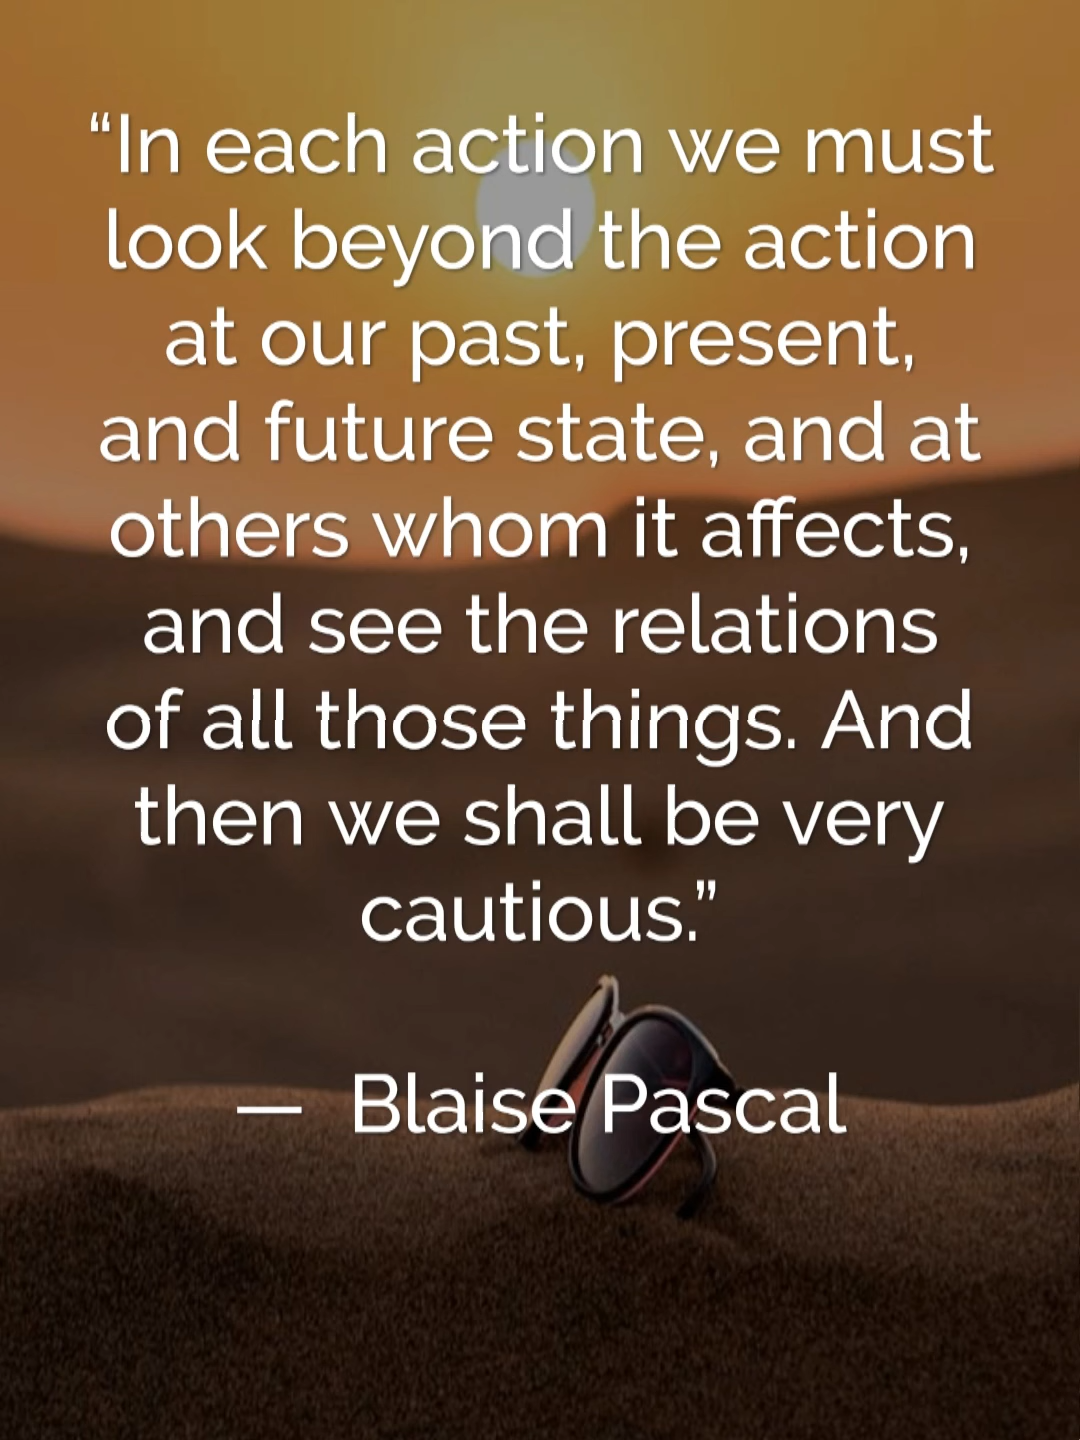 “In each action we must
look beyond the action
at our past, present,
and future state, and at
others whom it affects,
and see the relations
of all those things. And
then we shall be very
cautious.”
— Blaise Pascal